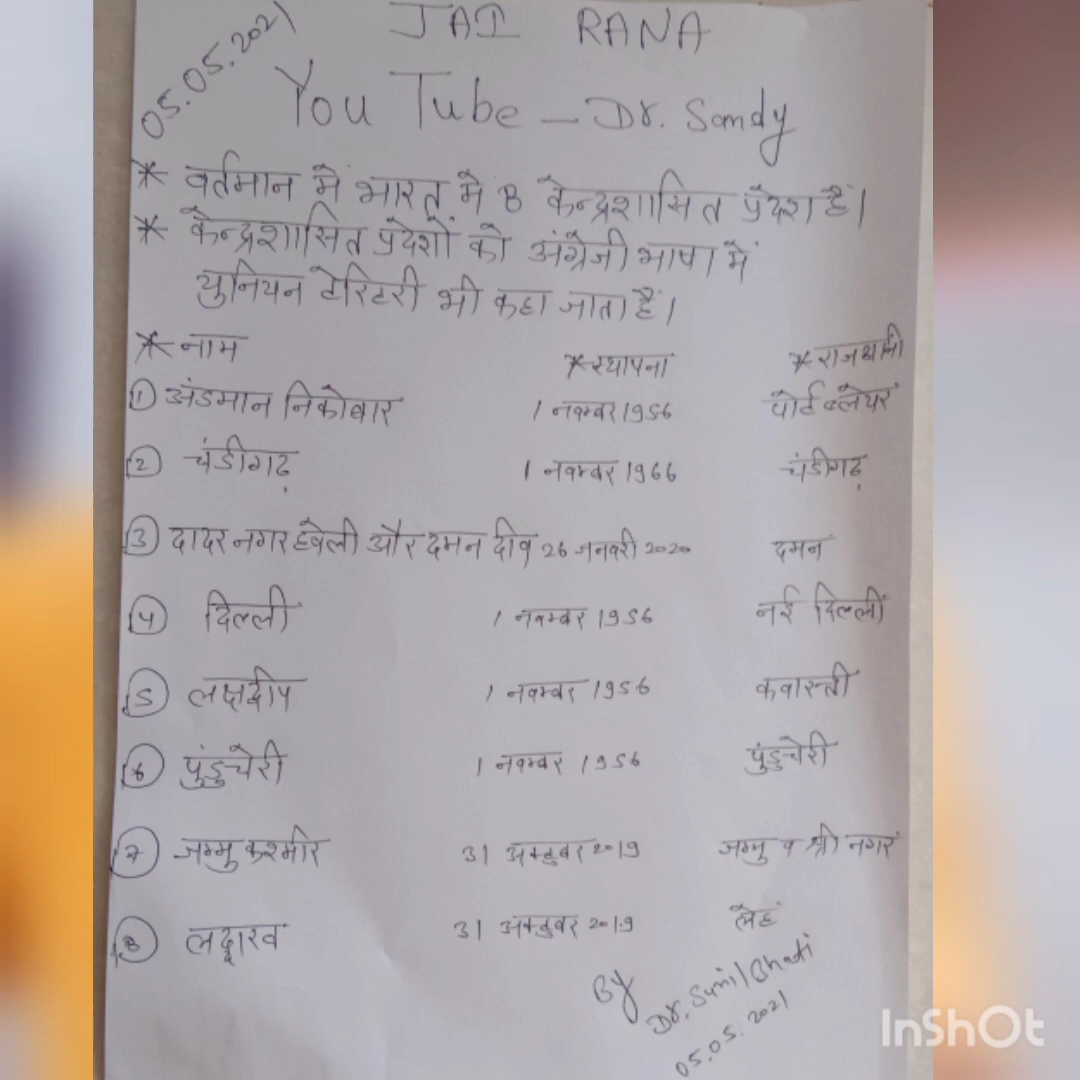 05.05.2021
JAI RANA
You Tube - Dr. Sandy
* वर्तमान में भारत में 8 केन्द्रशासित प्रदेश हैं।
* केन्द्रशासित प्रदेशों को अंग्रेजी भाषा में
युनियन टेरिटरी भी कहा जाता हैं।
* नाम * स्थापना * राजधानी
1 अंडमान निकोबार 1 नवम्बर 1956 पोर्ट ब्लेयर
2 चंडीगढ़ 1 नवम्बर 1966 चंडीगढ़
3 दादर नगर हवेली और दमन दीव 26 जनवरी 2020 दमन
4 दिल्ली 1 नवम्बर 1956 नई दिल्ली
5 लक्षद्वीप 1 नवम्बर 1956 कवारत्ती
6 पुंडुचेरी 1 नवम्बर 1956 पुंडुचेरी
7 जम्मु कश्मीर 31 अक्टुबर 2019 जम्मु व श्री नगर
8 लद्दाख 31 अक्टुबर 2019 लेह
By Dr. Sunil Bhati
05.05.2021
InShOt